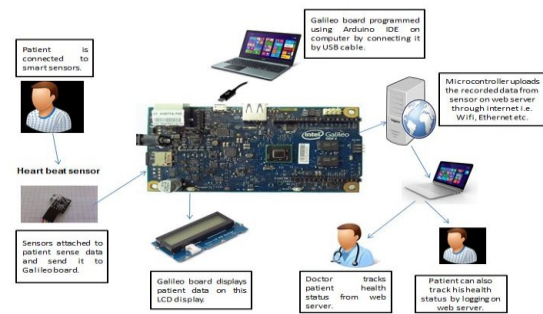 Galileo board programmed
using Arduino IDE on
computer by connecting it
by USB cable.
Patient is
connected to
smart sensors.
Microcontroller uploads
the recorded data from
sensor on web server
through internet i.e.
Wifi, Ethernet etc.
intel Galileo
Heart beat sensor
Sensors attached to
patient sense data
and send it to
Galileo board.
Galileo board displays
patient data on this
LCD display.
Doctor tracks
patient health
status from web
server.
Patient can also
track his health
status by logging on
web server.